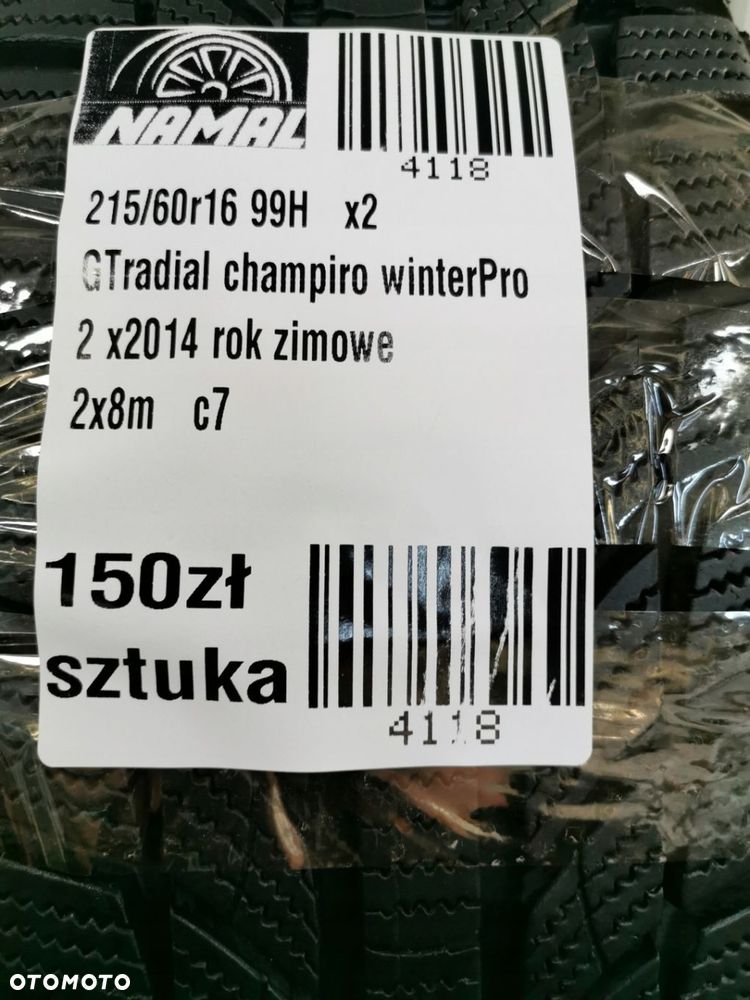 NAMAL
4118
215/60r16 99H x2
GTradial champiro winterPro
2 x2014 rok zimowe
2x8m c7
150zł
sztuka
4118
OTOMOTO